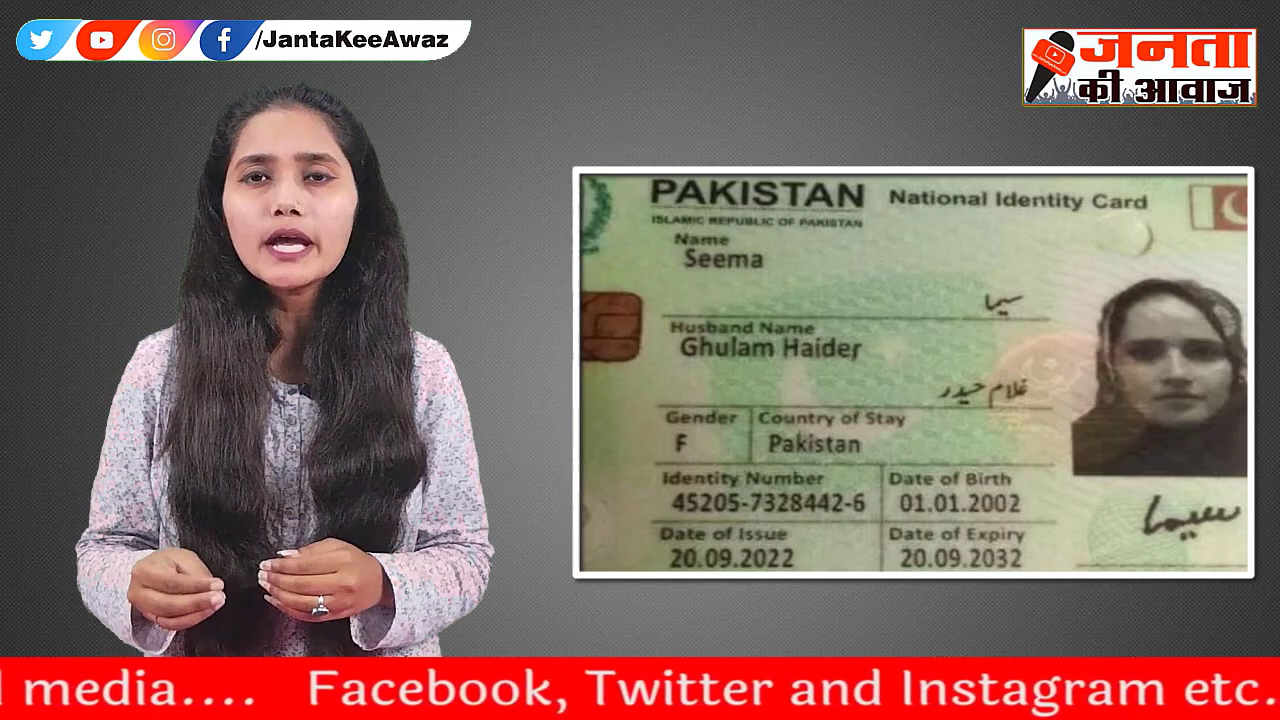 /JantaKeeAwaz
जनता
की आवाज
PAKISTAN National Identity Card
ISLAMIC REPUBLIC OF PAKISTAN
Name
Seema
سیما
Husband Name
Ghulam Haider
غلام حیدر
Gender Country of Stay
F Pakistan
Identity Number Date of Birth
45205-7328442-6 01.01.2002
Date of Issue Date of Expiry
20.09.2022 20.09.2032
media.... Facebook, Twitter and Instagram etc.